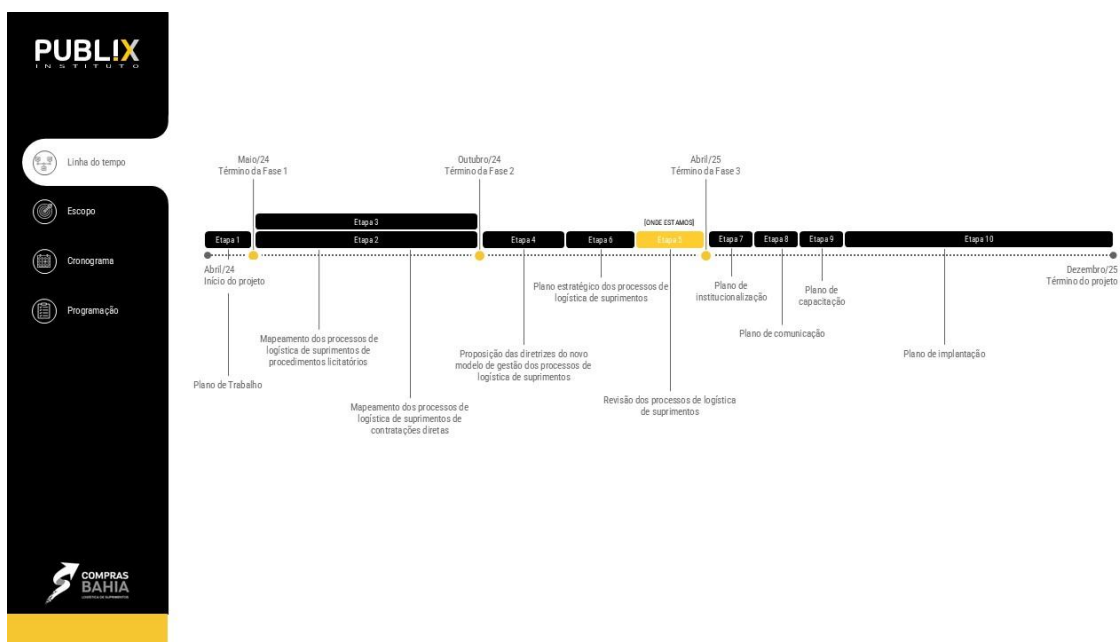 PUBL!X
INSTITUTO
Linha do tempo
Escopo
Cronograma
Programação
Maio/24
Término da Fase 1
Outubro/24
Término da Fase 2
Abril/25
Término da Fase 3
(ONDE ESTAMOS)
Etapa 3
Etapa 1
Etapa 2
Etapa 4
Etapa 6
Etapa 5
Etapa 7
Etapa 8
Etapa 9
Etapa 10
Abril/24
Início do projeto
Dezembro/25
Término do projeto
Plano de Trabalho
Mapeamento dos processos de
logística de suprimentos de
procedimentos licitatórios
Mapeamento dos processos de
logística de suprimentos de
contratações diretas
Proposição das diretrizes do novo
modelo de gestão dos processos de
logística de suprimentos
Plano estratégico dos processos de
logística de suprimentos
Revisão dos processos de logística
de suprimentos
Plano de
institucionalização
Plano de comunicação
Plano de
capacitação
Plano de implantação
COMPRAS
BAHIA
LOGÍSTICA DE SUPRIMENTOS